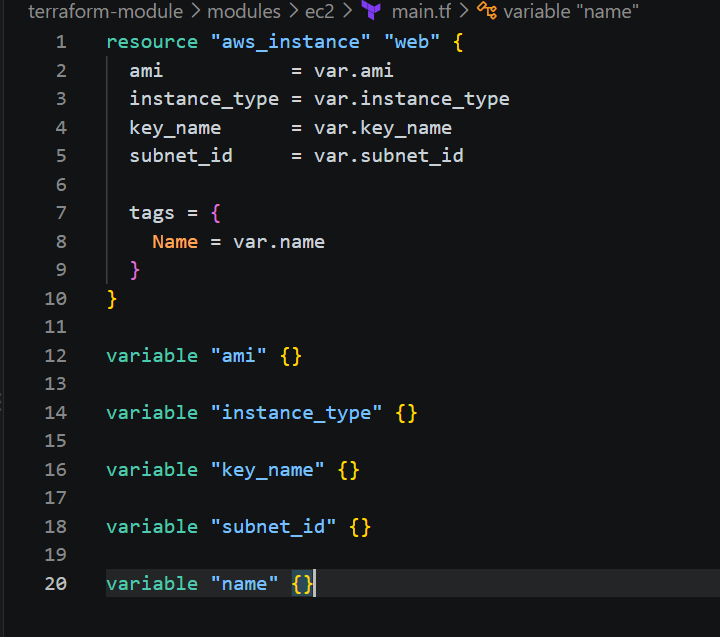 terraform-module > modules > ec2 > main.tf > variable "name"
1 resource "aws_instance" "web" {
2   ami           = var.ami
3   instance_type = var.instance_type
4   key_name      = var.key_name
5   subnet_id     = var.subnet_id
6
7   tags = {
8     Name = var.name
9   }
10 }
11
12 variable "ami" {}
13
14 variable "instance_type" {}
15
16 variable "key_name" {}
17
18 variable "subnet_id" {}
19
20 variable "name" {}